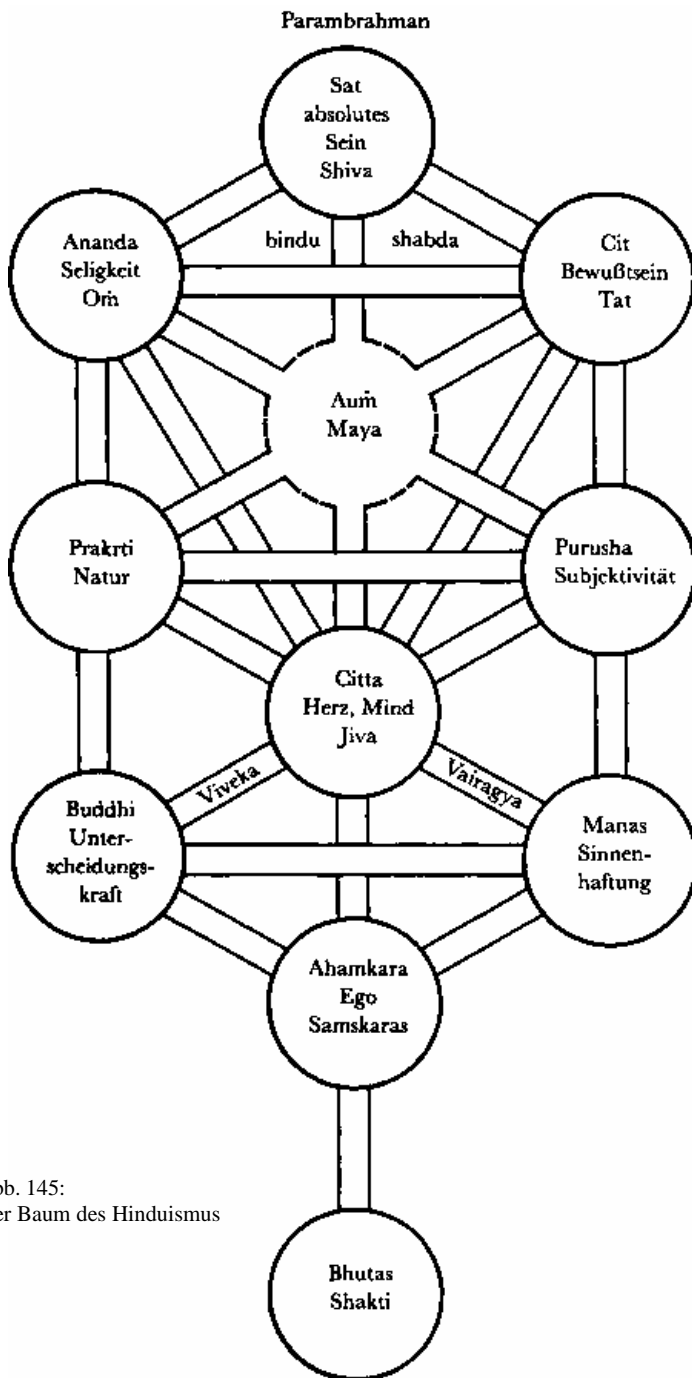 Parambrahman
Sat
absolutes
Sein
Shiva
Ananda
Seligkeit
Oṁ
bindu
shabda
Cit
Bewußtsein
Tat
Auṁ
Maya
Prakrti
Natur
Purusha
Subjektivität
Citta
Herz, Mind
Jiva
Viveka
Vairagya
Buddhi
Unter-
scheidungs-
kraft
Manas
Sinnen-
haftung
Ahamkara
Ego
Samskaras
bb. 145:
er Baum des Hinduismus
Bhutas
Shakti